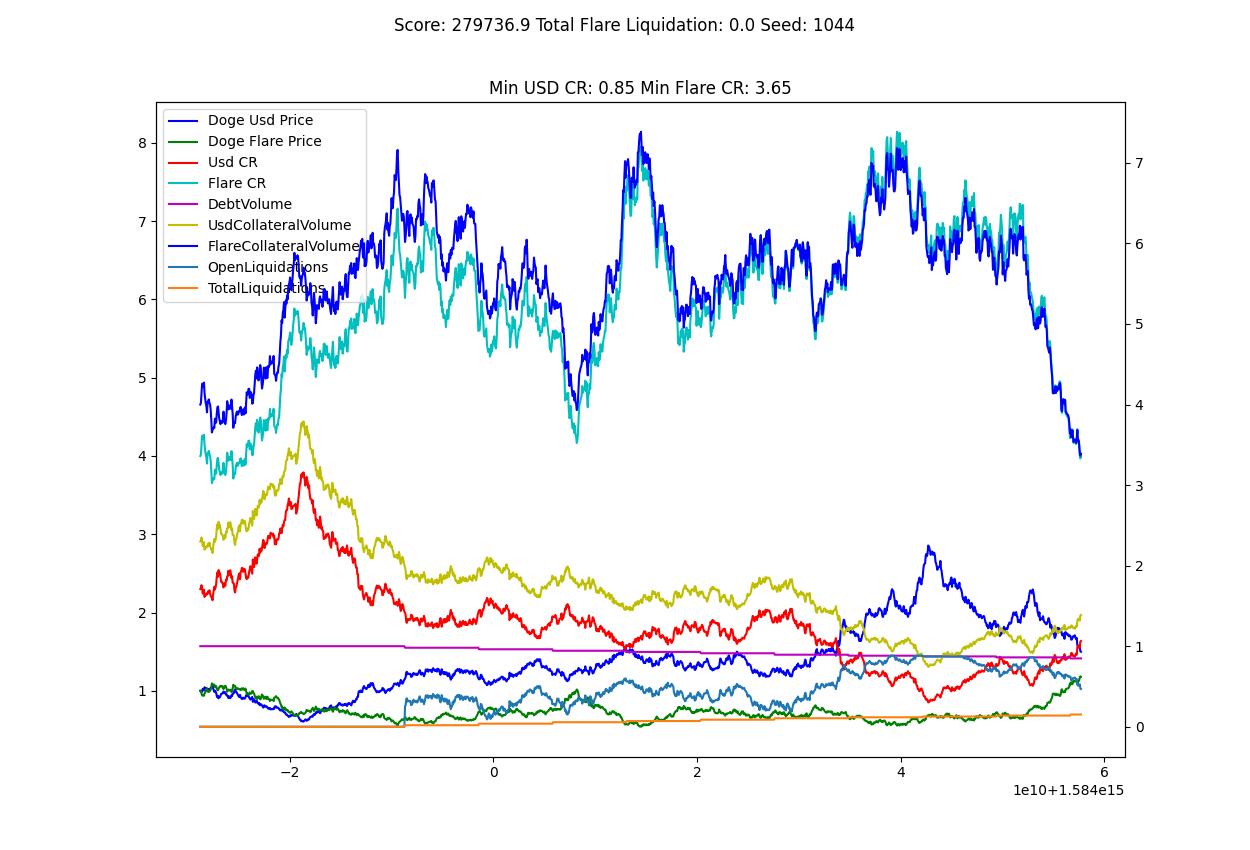 Score: 279736.9 Total Flare Liquidation: 0.0 Seed: 1044
Min USD CR: 0.85 Min Flare CR: 3.65
Doge Usd Price
Doge Flare Price
Usd CR
Flare CR
DebtVolume
UsdCollateralVolume
FlareCollateralVolume
OpenLiquidations
TotalLiquidations
8
7
6
5
4
3
2
1
7
6
5
4
3
2
1
0
−2
0
2
4
6
1e10+1.584e15